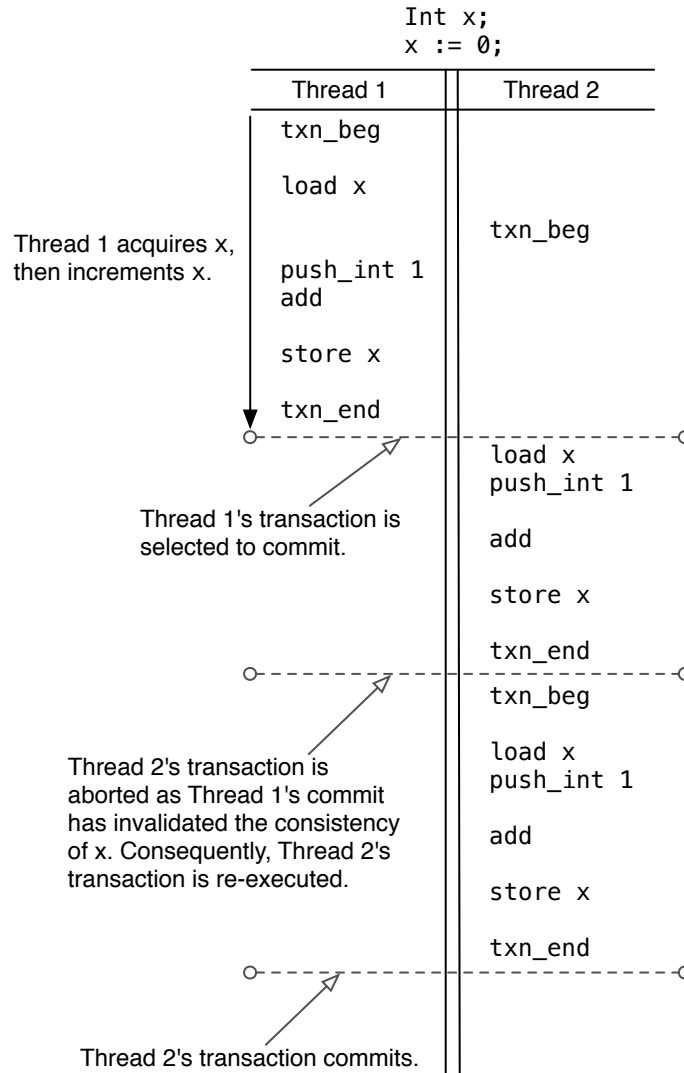 Int x;
x := 0;
Thread 1
Thread 2
txn_beg
load x
txn_beg
Thread 1 acquires x,
then increments x.
push_int 1
add
store x
txn_end
load x
push_int 1
Thread 1's transaction is
selected to commit.
add
store x
txn_end
txn_beg
load x
push_int 1
Thread 2's transaction is
aborted as Thread 1's commit
has invalidated the consistency
of x. Consequently, Thread 2's
transaction is re-executed.
add
store x
txn_end
Thread 2's transaction commits.